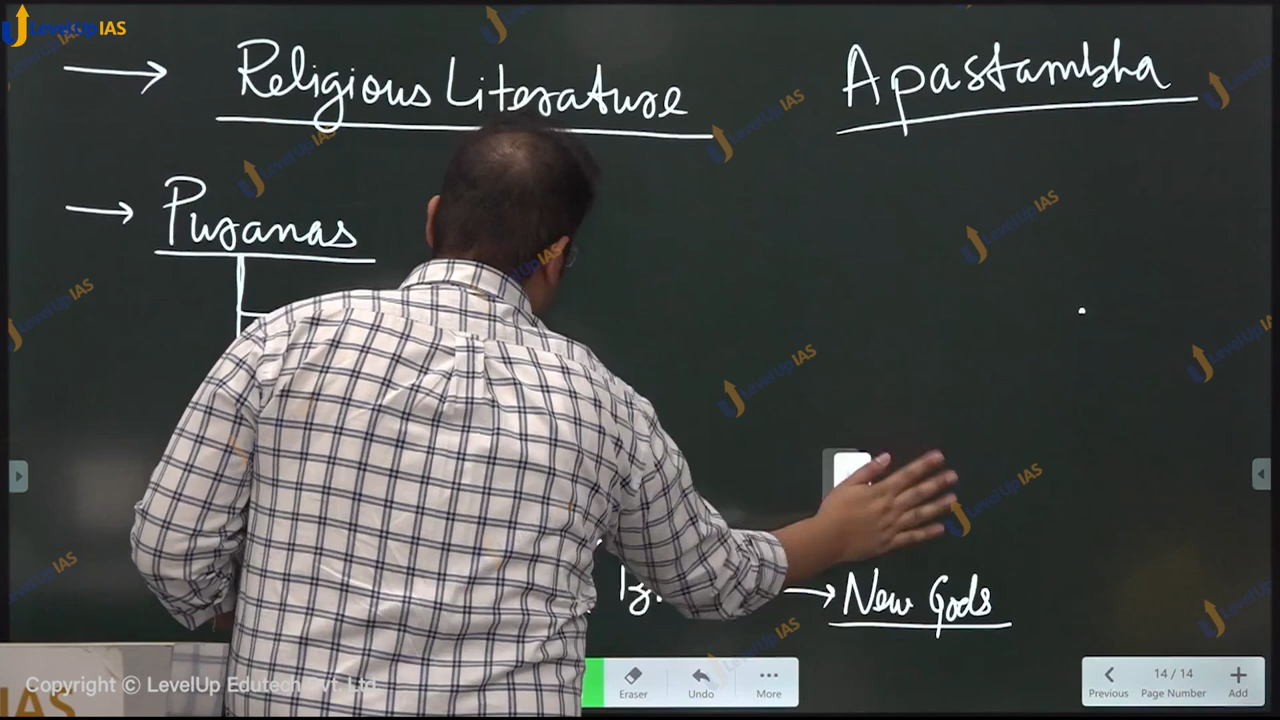 LevelUp IAS
Religious Literature
Apastambha
Puranas
New Gods
Eraser
Undo
More
Previous
14 / 14
Page Number
Add
Copyright © LevelUp Edutech Pvt. Ltd.
IAS